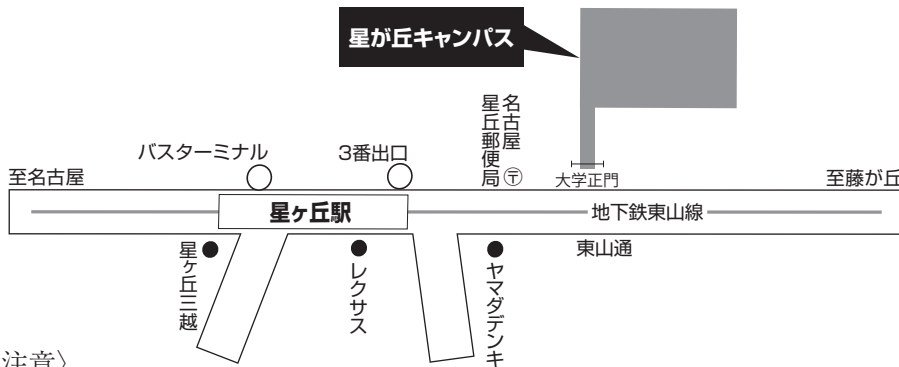 星が丘キャンパス
名古屋
星丘郵便局
〒
バスターミナル
3番出口
至名古屋
大学正門
至藤が丘
星ヶ丘駅
地下鉄東山線
東山通
星ヶ丘三越
レクサス
ヤマダデンキ
注意〉